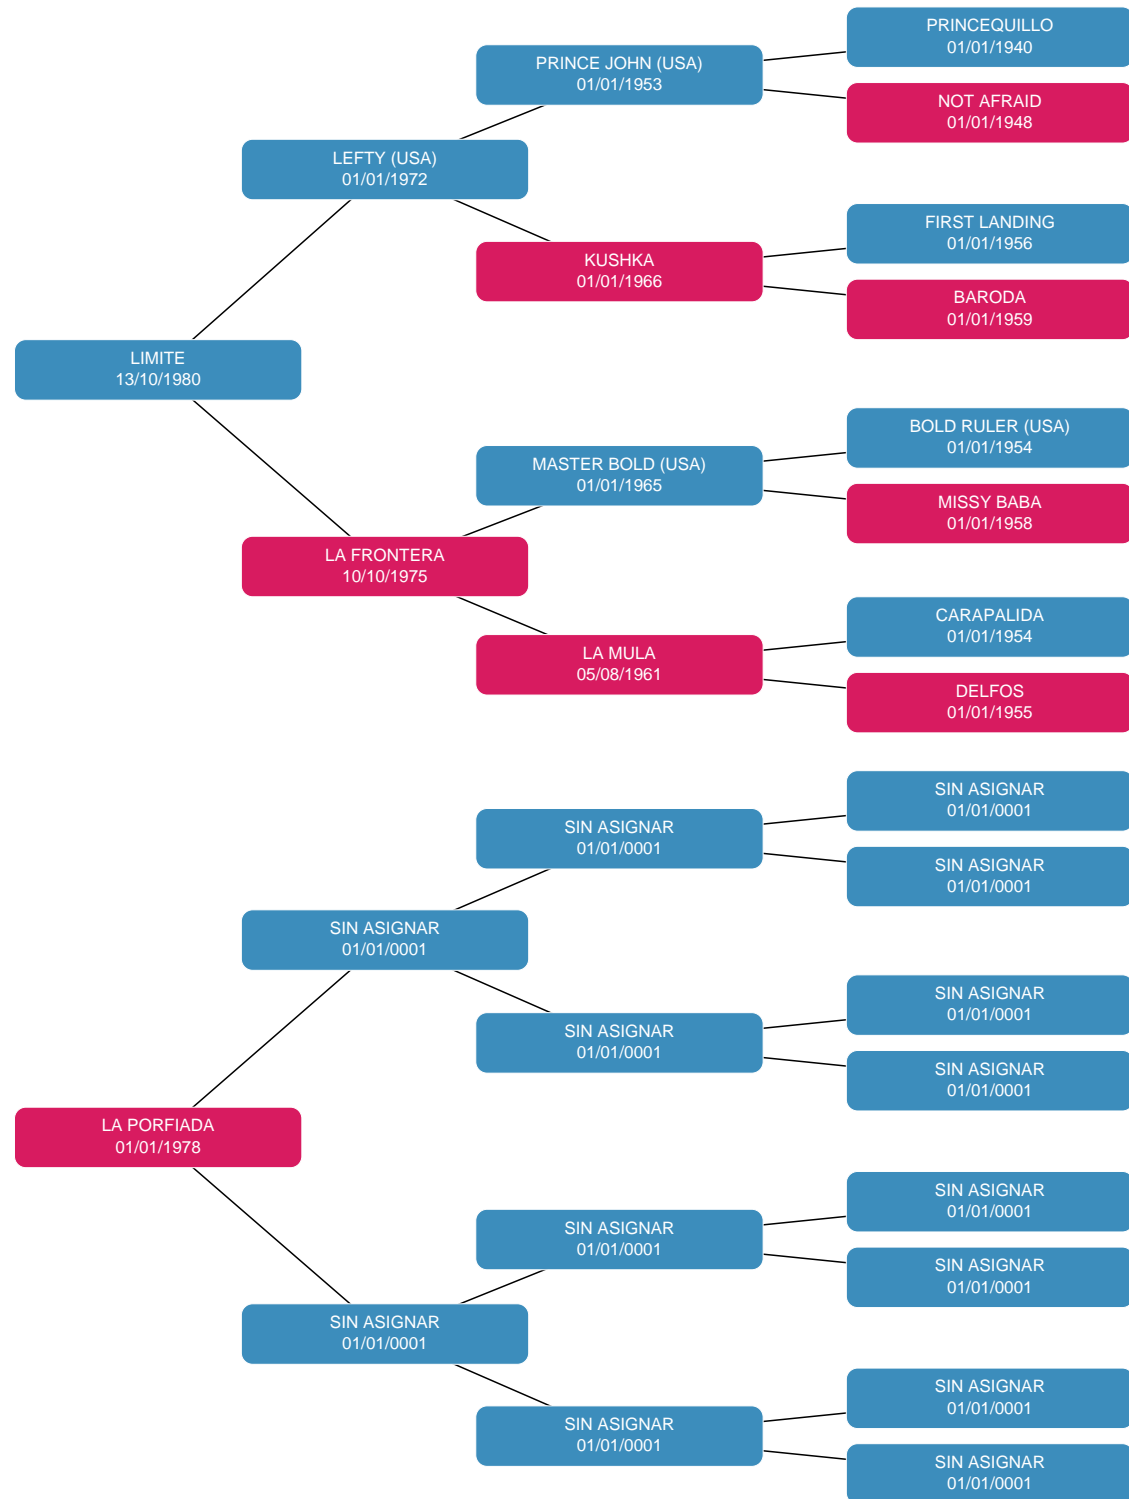 PRINCEQUILLO
01/01/1940
PRINCE JOHN (USA)
01/01/1953
NOT AFRAID
01/01/1948
LEFTY (USA)
01/01/1972
FIRST LANDING
01/01/1956
KUSHKA
01/01/1966
BARODA
01/01/1959
LIMITE
13/10/1980
BOLD RULER (USA)
01/01/1954
MASTER BOLD (USA)
01/01/1965
MISSY BABA
01/01/1958
LA FRONTERA
10/10/1975
CARAPALIDA
01/01/1954
LA MULA
05/08/1961
DELFOS
01/01/1955
SIN ASIGNAR
01/01/0001
SIN ASIGNAR
01/01/0001
SIN ASIGNAR
01/01/0001
SIN ASIGNAR
01/01/0001
SIN ASIGNAR
01/01/0001
SIN ASIGNAR
01/01/0001
SIN ASIGNAR
01/01/0001
LA PORFIADA
01/01/1978
SIN ASIGNAR
01/01/0001
SIN ASIGNAR
01/01/0001
SIN ASIGNAR
01/01/0001
SIN ASIGNAR
01/01/0001
SIN ASIGNAR
01/01/0001
SIN ASIGNAR
01/01/0001
SIN ASIGNAR
01/01/0001